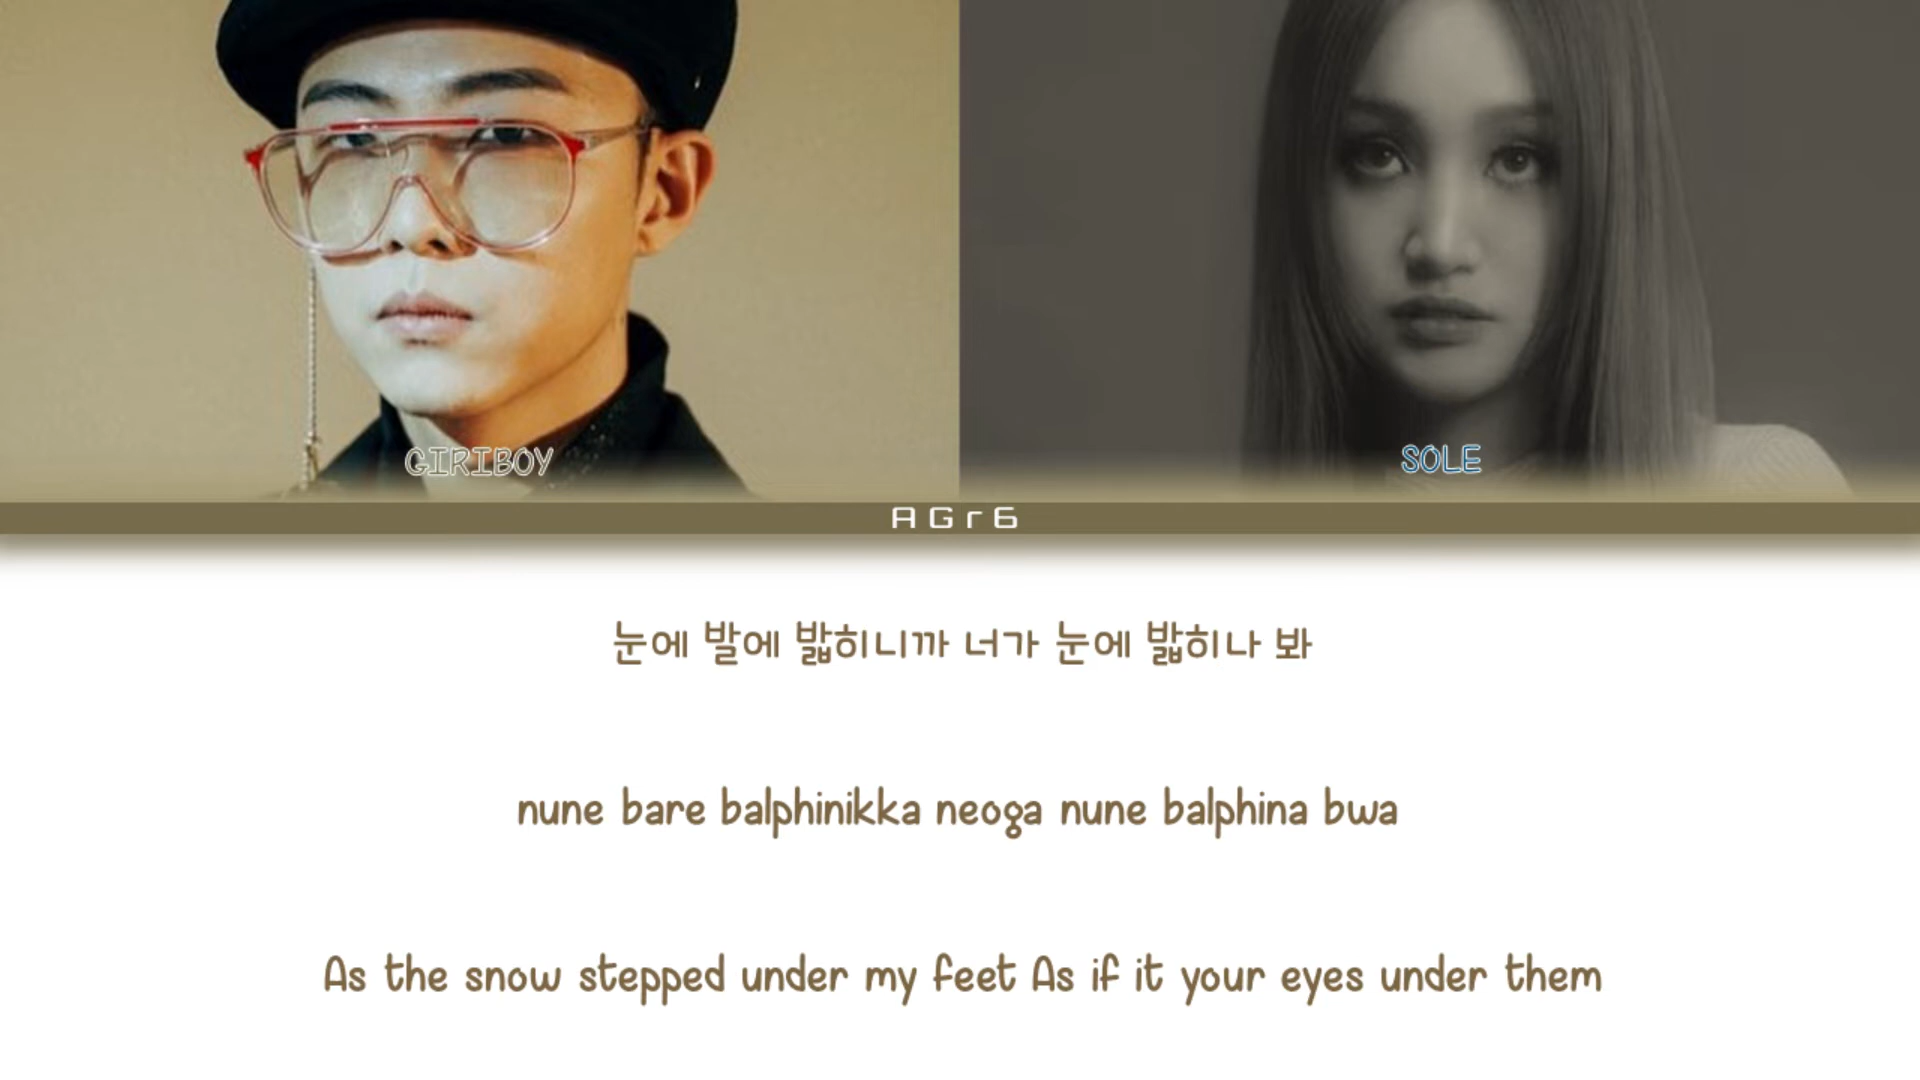 GIRIBOY
SOLE
AGr6
눈에 발에 밟히니까 너가 눈에 밟히나 봐
nune bare balphinikka neoga nune balphina bwa
As the snow stepped under my feet As if it your eyes under them